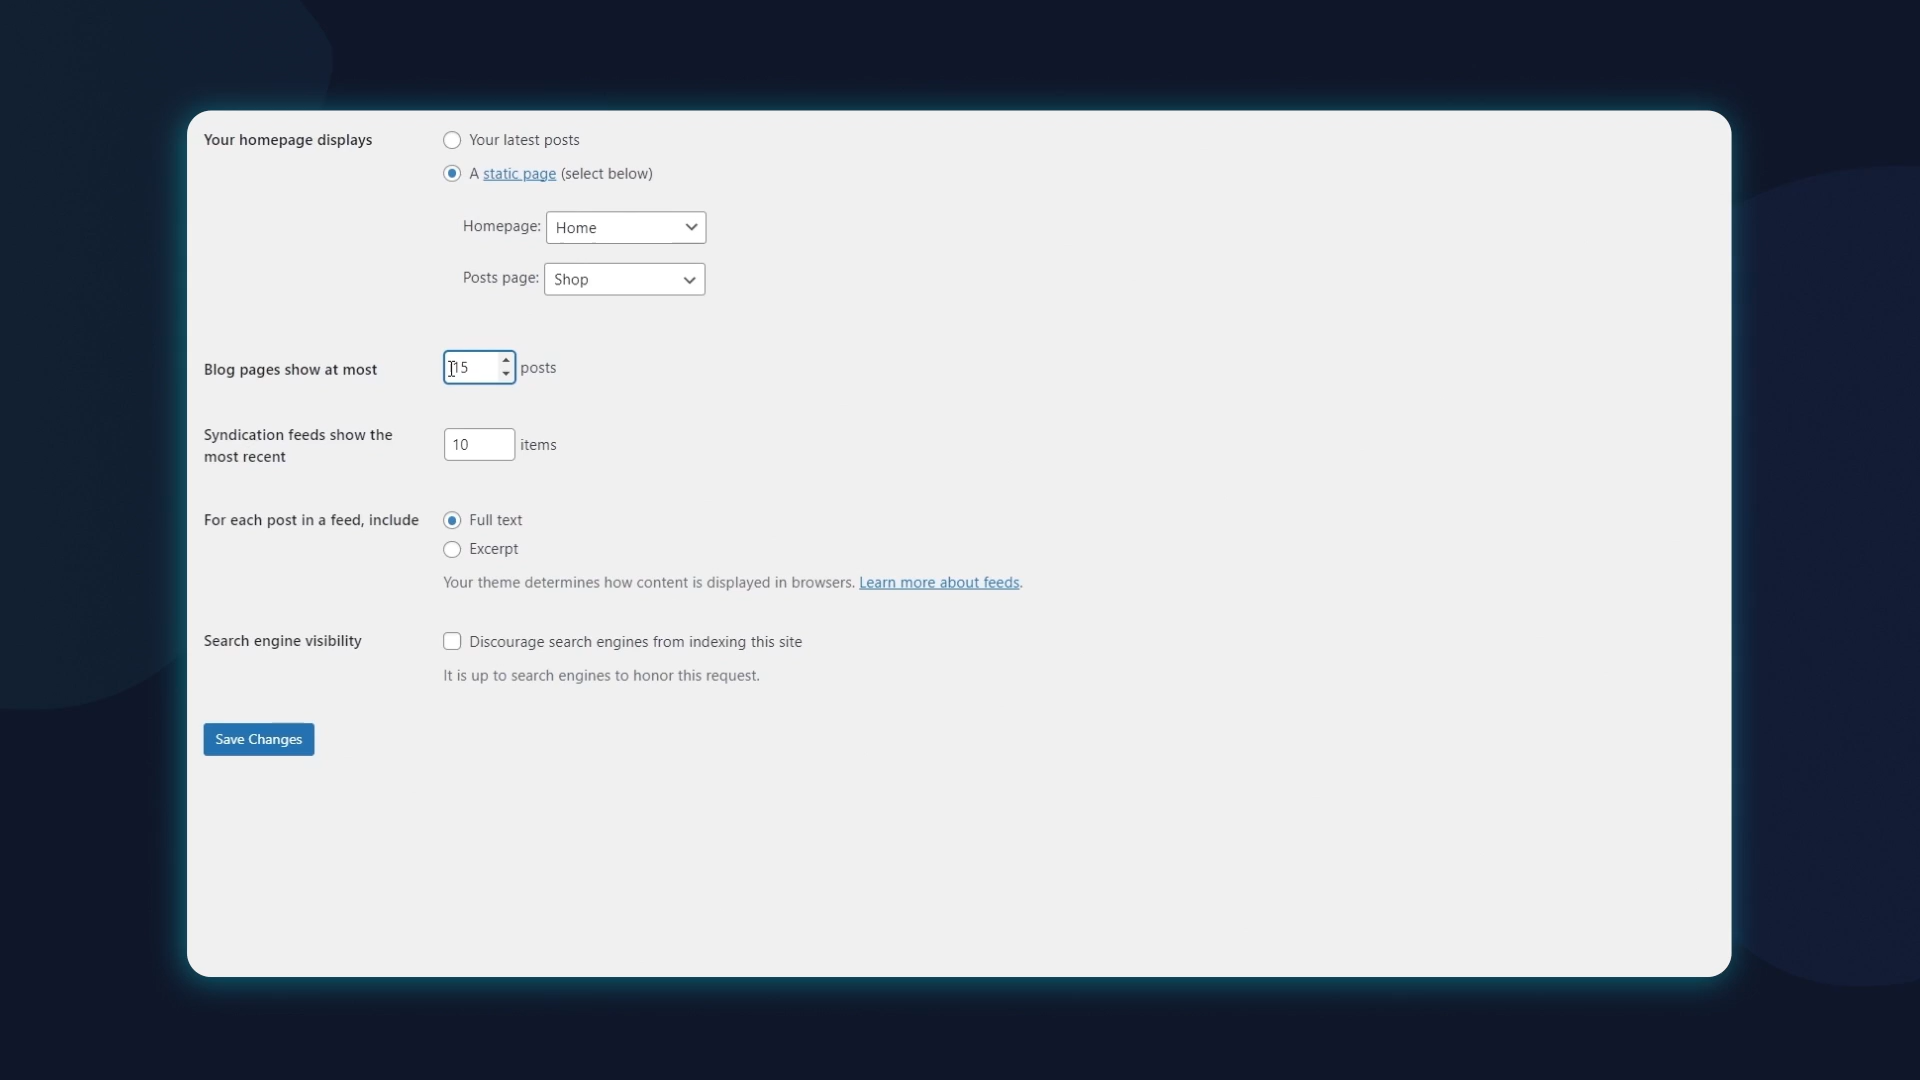 Your homepage displays
Your latest posts
A static page (select below)
Homepage: Home
Posts page: Shop
Blog pages show at most 15 posts
Syndication feeds show the
most recent
10 items
For each post in a feed, include
Full text
Excerpt
Your theme determines how content is displayed in browsers. Learn more about feeds.
Search engine visibility
Discourage search engines from indexing this site
It is up to search engines to honor this request.
Save Changes